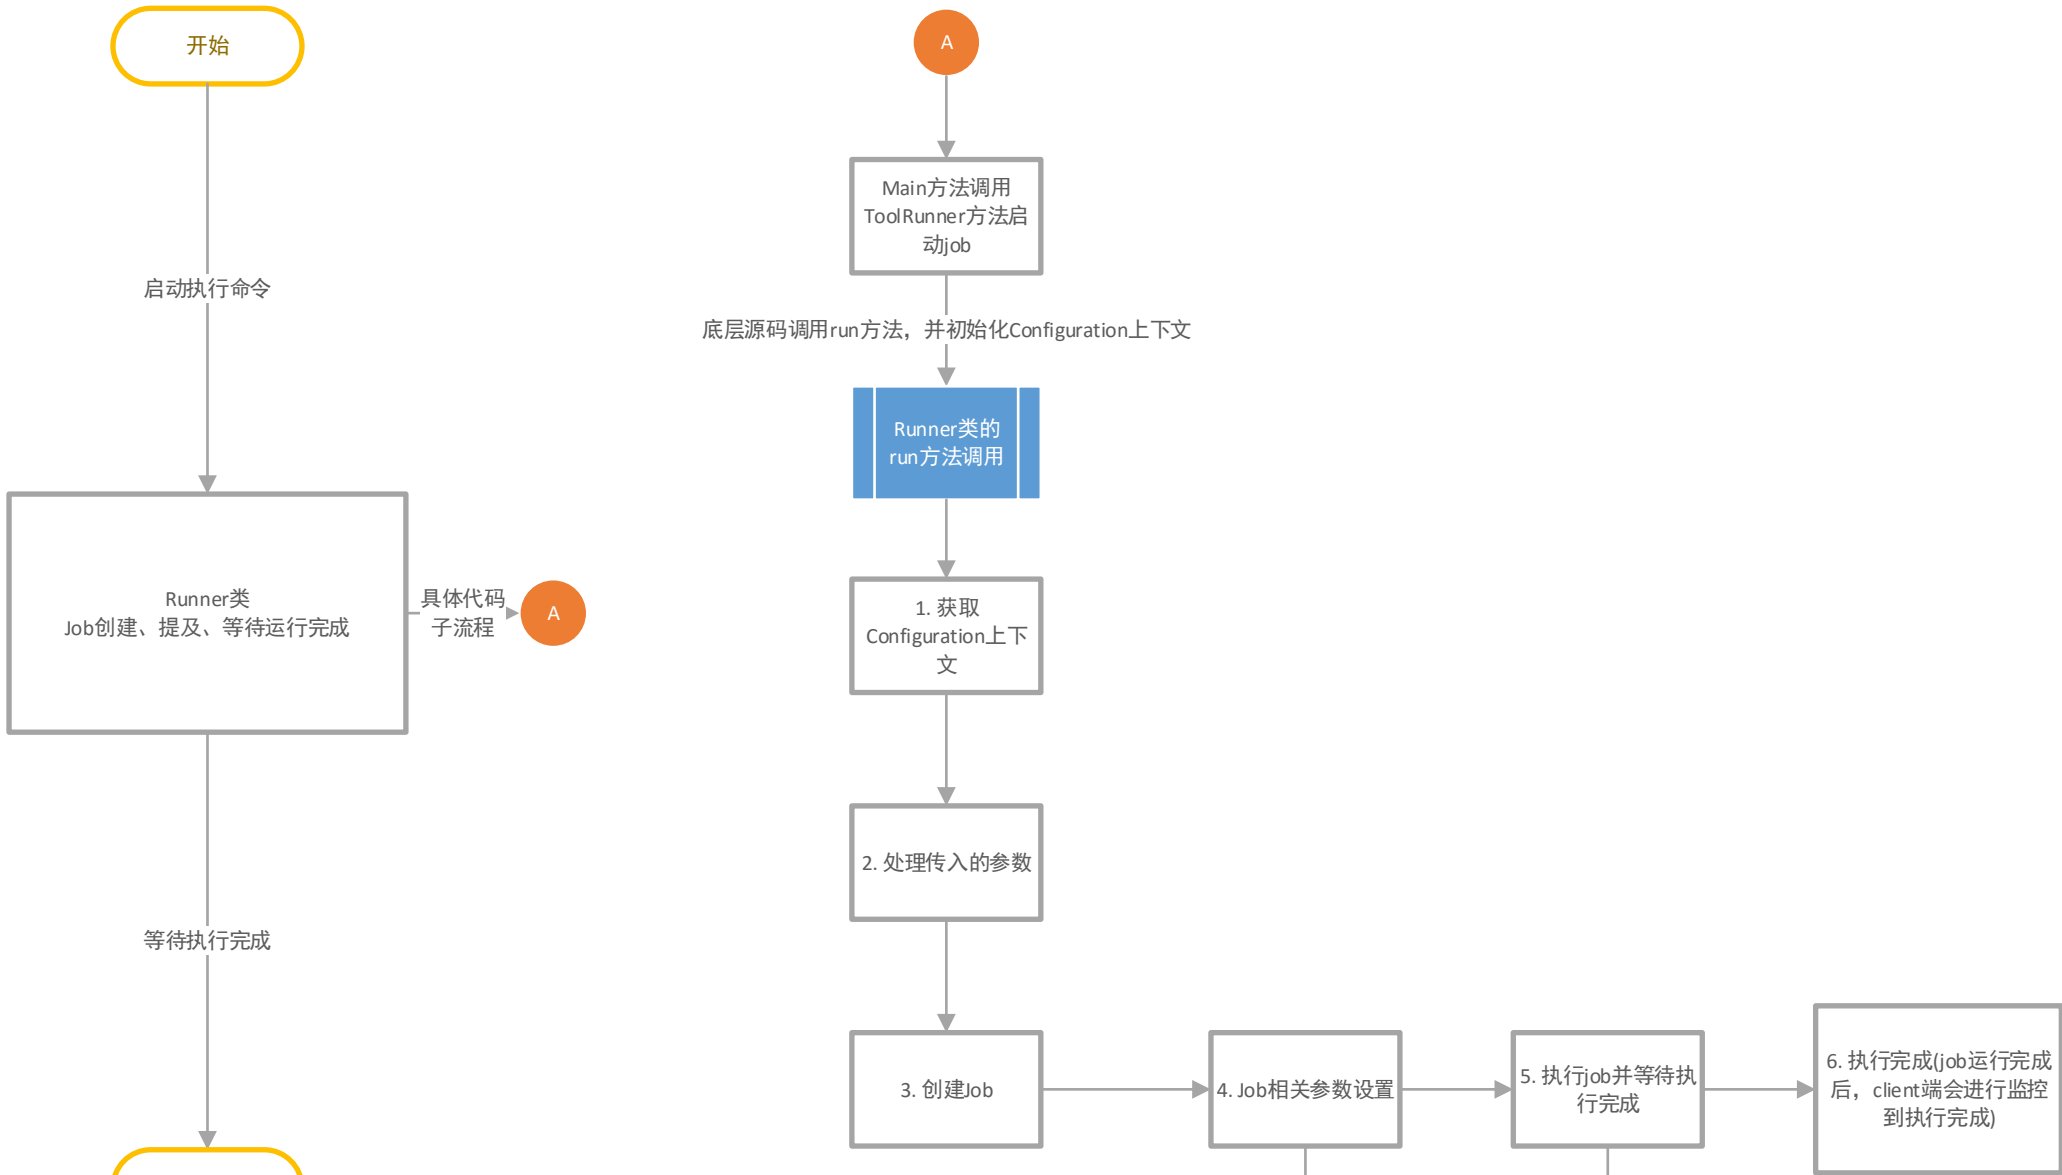 开始
启动执行命令
Runner类
Job创建、提及、等待运行完成
具体代码
子流程
A
等待执行完成
A
Main方法调用
ToolRunner方法启
动job
底层源码调用run方法，并初始化Configuration上下文
Runner类的
run方法调用
1. 获取
Configuration上下
文
2. 处理传入的参数
3. 创建Job
4. Job相关参数设置
5. 执行job并等待执
行完成
6. 执行完成(job运行完成
后，client端会进行监控
到执行完成)